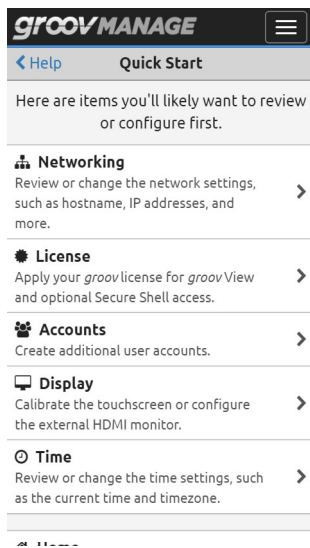 groov MANAGE
Help Quick Start
Here are items you'll likely want to review
or configure first.
Networking
Review or change the network settings,
such as hostname, IP addresses, and
more.
License
Apply your groov license for groov View
and optional Secure Shell access.
Accounts
Create additional user accounts.
Display
Calibrate the touchscreen or configure
the external HDMI monitor.
Time
Review or change the time settings, such
as the current time and timezone.
Home